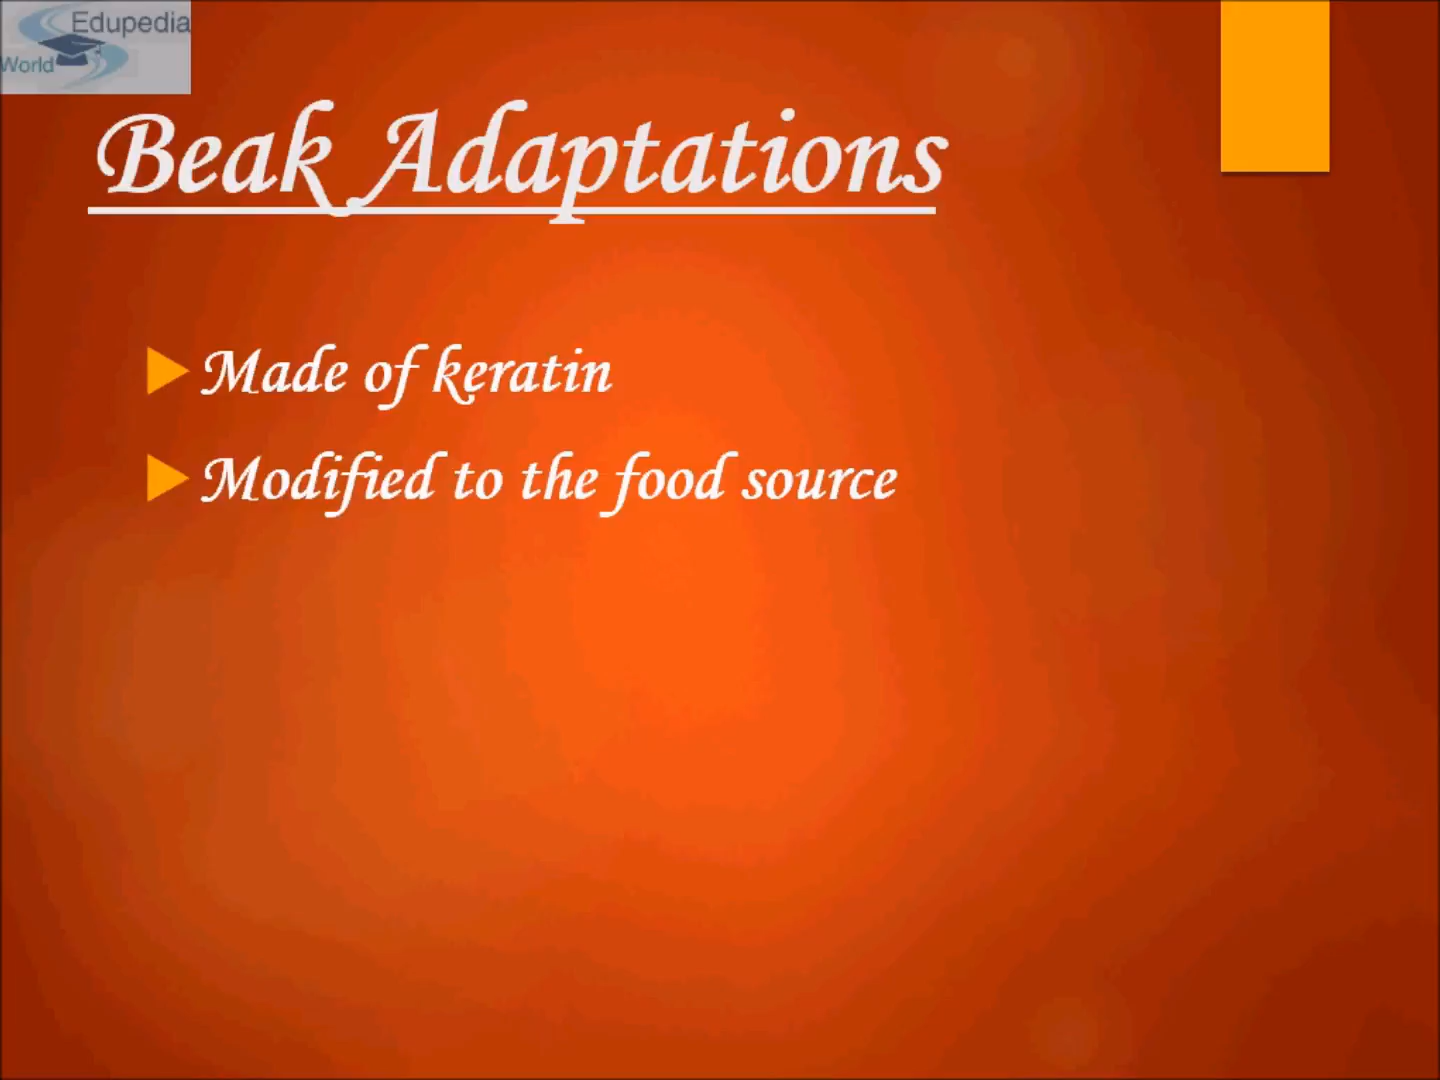 Edupedia
World
Beak Adaptations
Made of keratin
Modified to the food source